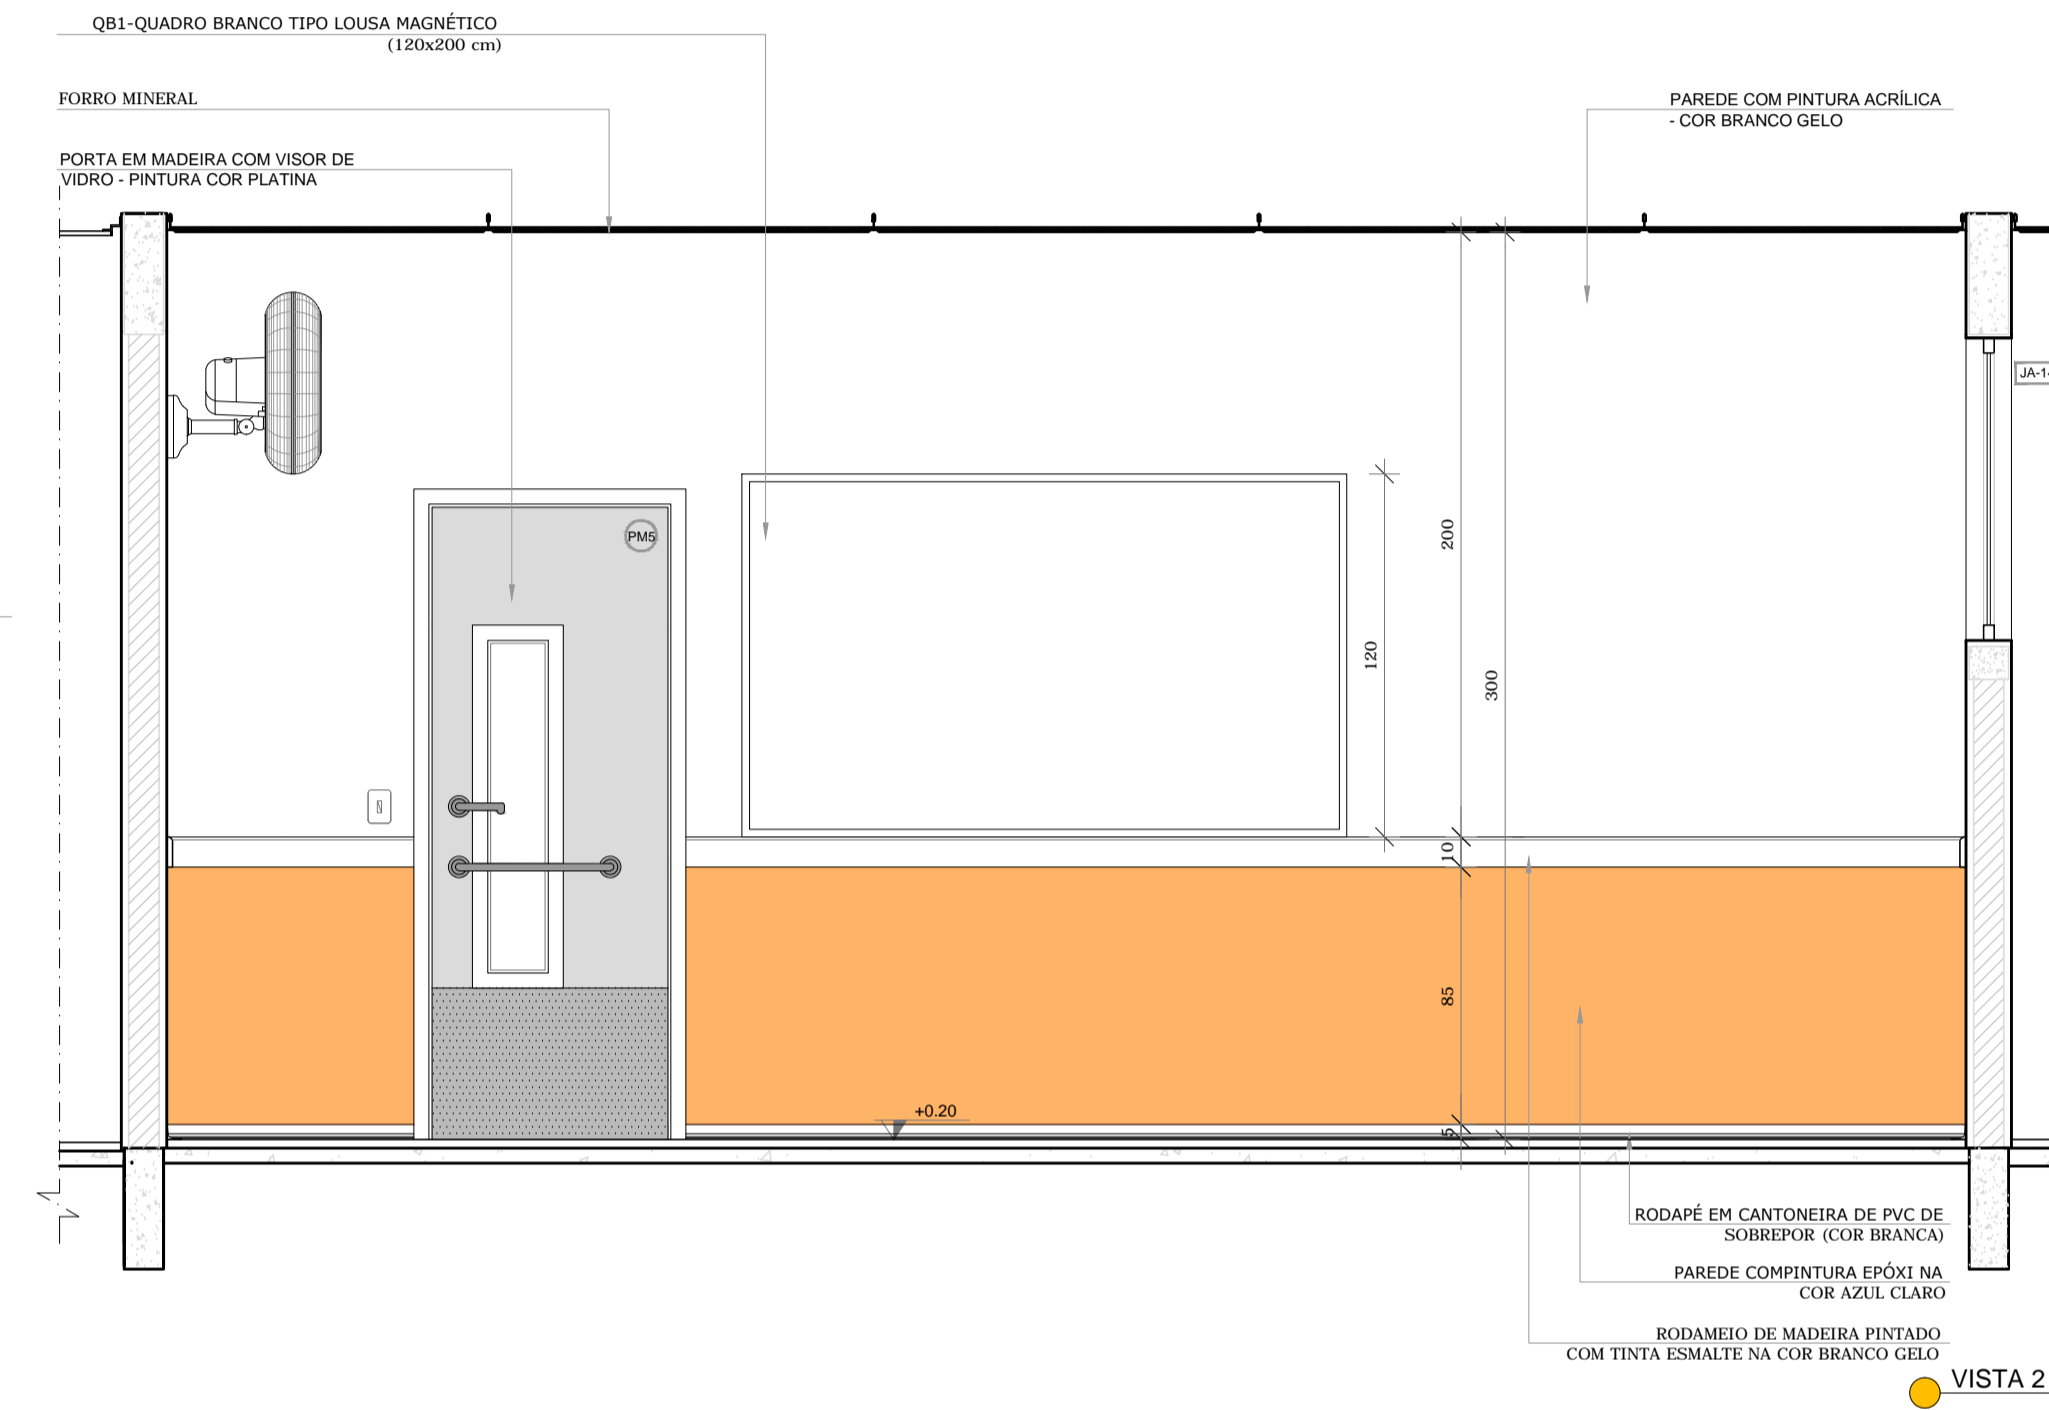 QB1-QUADRO BRANCO TIPO LOUSA MAGNÉTICO
(120x200 cm)
FORRO MINERAL
PORTA EM MADEIRA COM VISOR DE
VIDRO - PINTURA COR PLATINA
PAREDE COM PINTURA ACRÍLICA
- COR BRANCO GELO
PM5
200
120
300
10
85
5
+0.20
RODAPÉ EM CANTONEIRA DE PVC DE
SOBREPOR (COR BRANCA)
PAREDE COMPINTURA EPÓXI NA
COR AZUL CLARO
RODAMEIO DE MADEIRA PINTADO
COM TINTA ESMALTE NA COR BRANCO GELO
VISTA 2